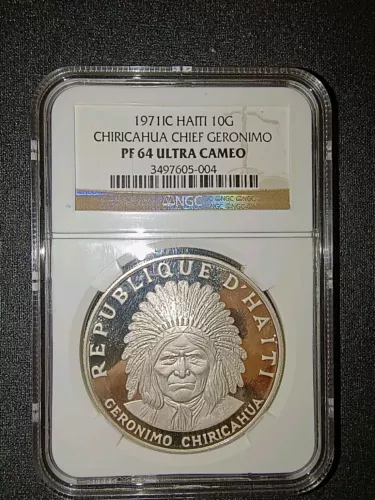 1971IC HAITI 10G
CHIRICAHUA CHIEF GERONIMO
PF 64 ULTRA CAMEO
3497605-004
NGC
REPUBLIQUE D'HAITI
GERONIMO CHIRICAHUA